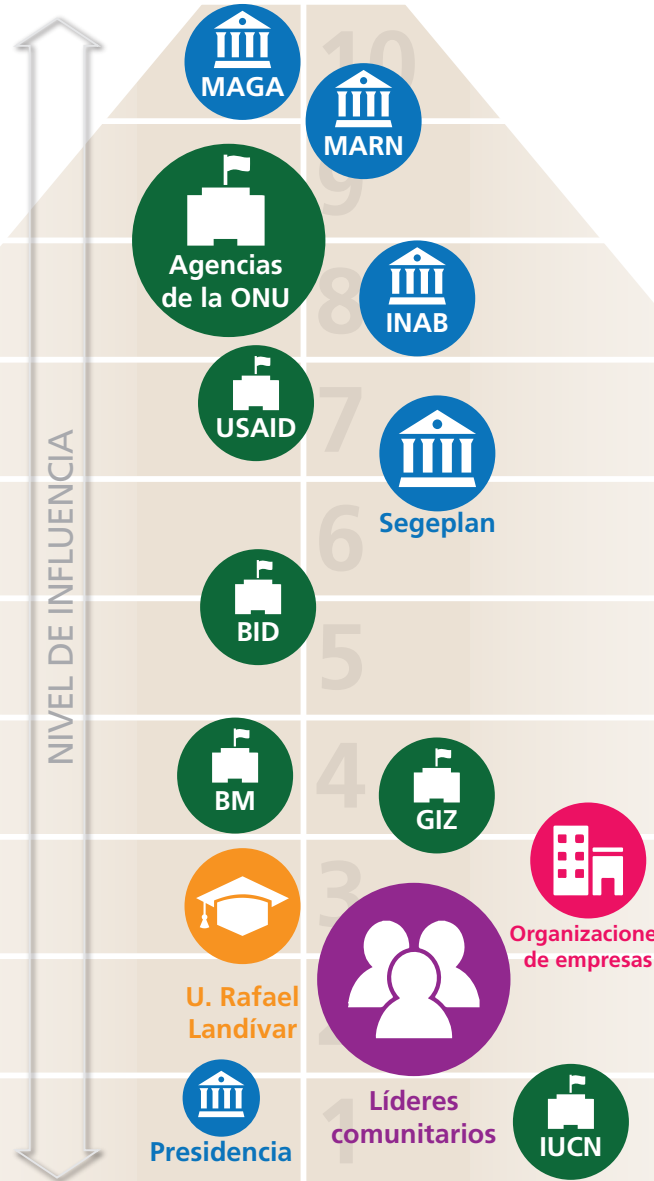 10
MAGA
MARN
9
Agencias
de la ONU
8
INAB
7
USAID
NIVEL DE INFLUENCIA
6
Segeplan
BID
5
4
BM
GIZ
3
Organizacione
de empresas
U. Rafael
Landívar
2
Líderes
comunitarios
1
Presidencia
IUCN